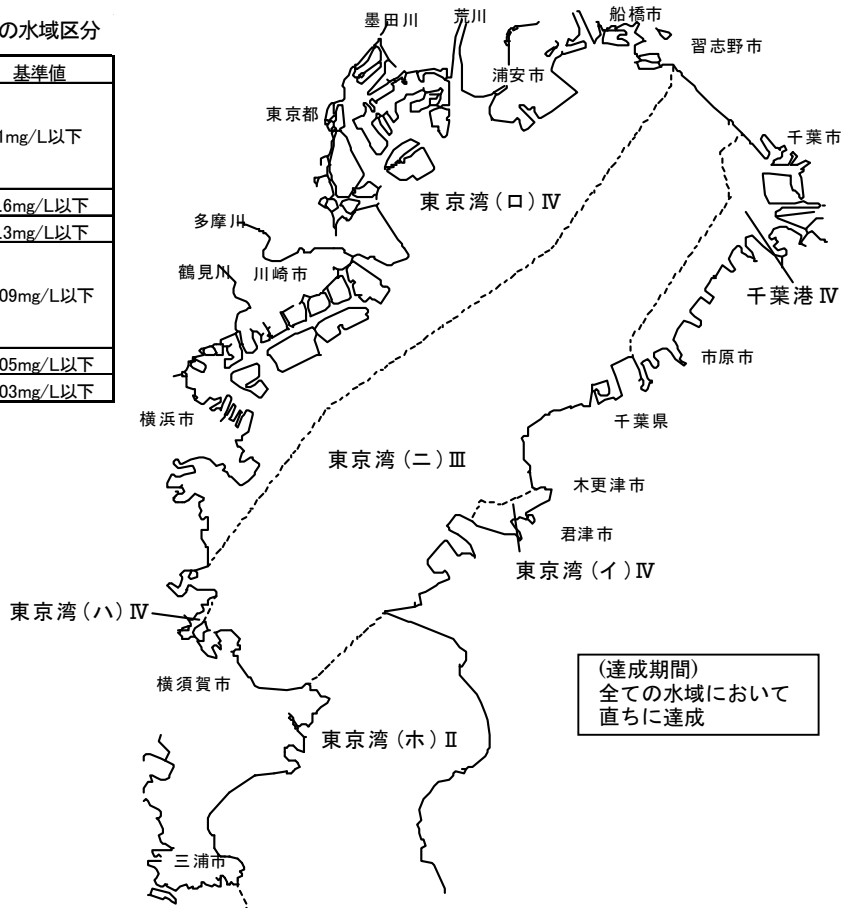 の水域区分
基準値
1mg/L以下
.6mg/L以下
.3mg/L以下
09mg/L以下
05mg/L以下
03mg/L以下
墨田川
荒川
船橋市
習志野市
浦安市
東京都
千葉市
東京湾(ロ)Ⅳ
多摩川
鶴見川
川崎市
千葉港Ⅳ
市原市
千葉県
横浜市
東京湾(ニ)Ⅲ
木更津市
君津市
東京湾(イ)Ⅳ
東京湾(ハ)Ⅳ
横須賀市
(達成期間)
全ての水域において
直ちに達成
東京湾(ホ)Ⅱ
三浦市